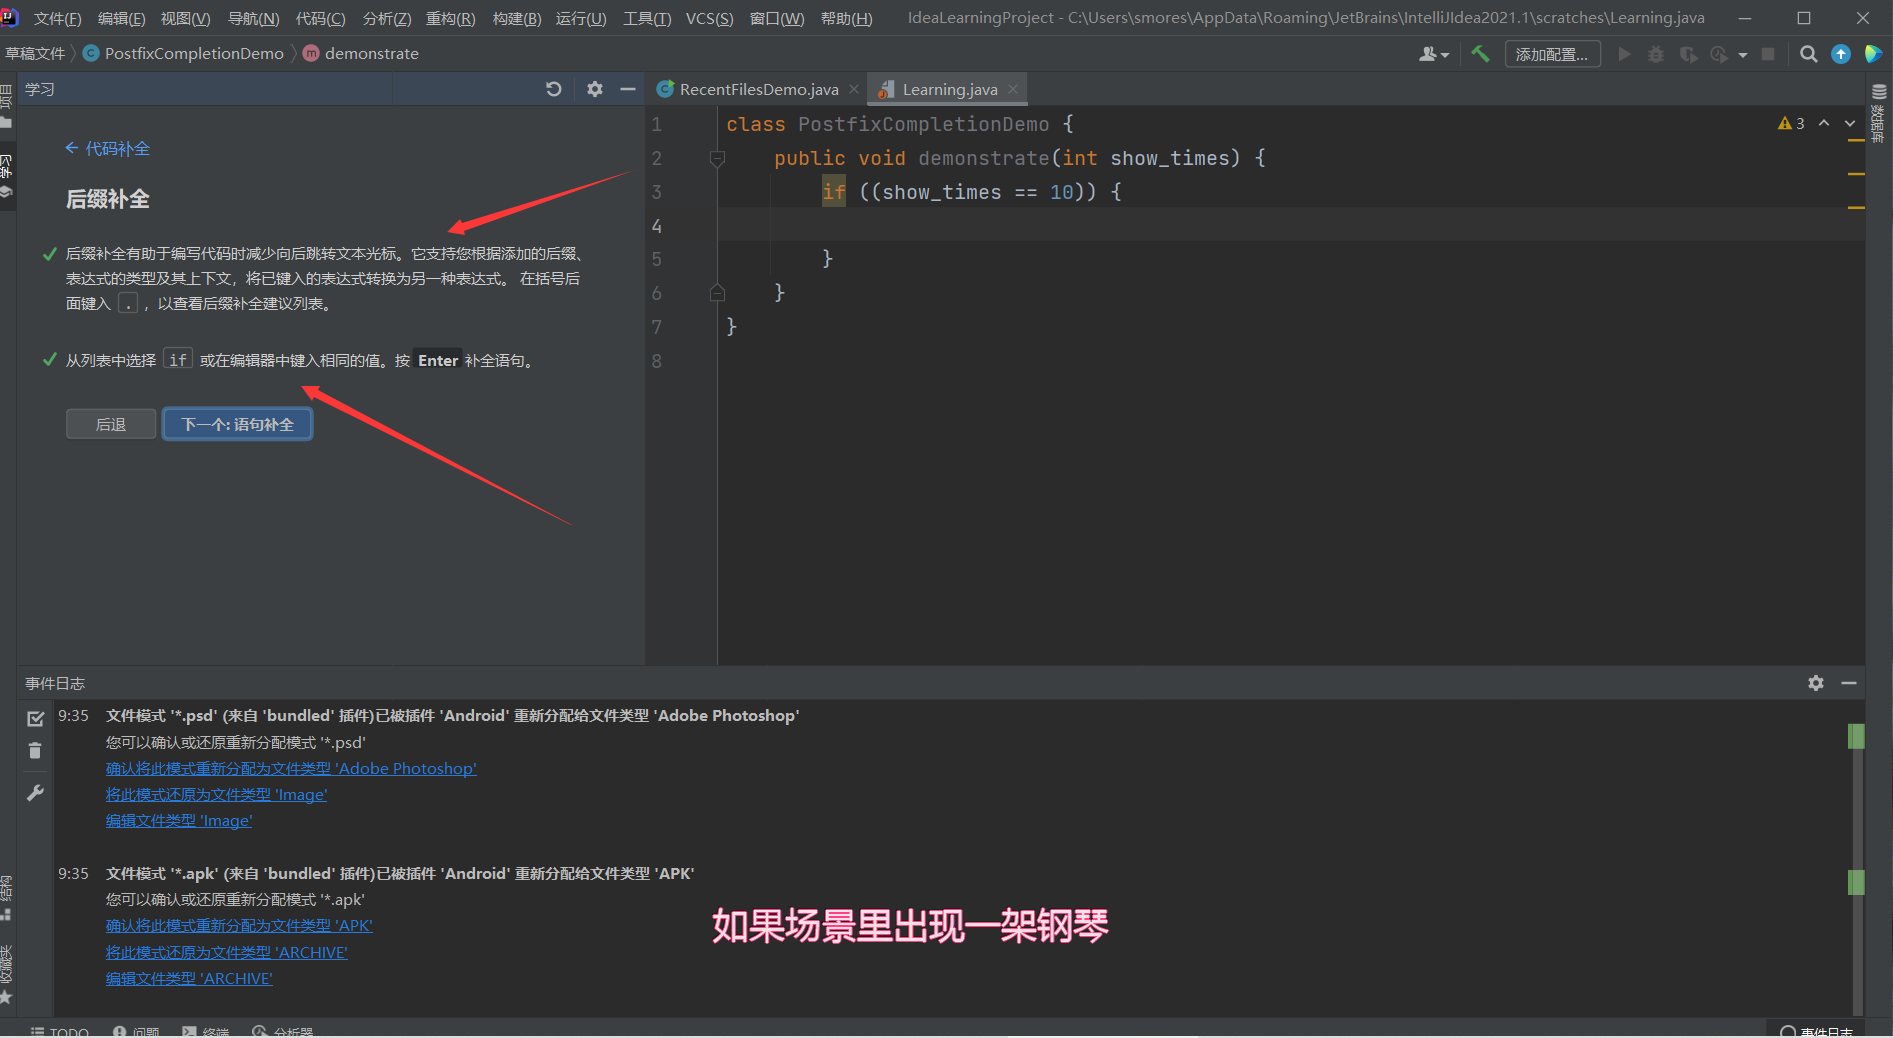 文件(F) 编辑(E) 视图(V) 导航(N) 代码(C) 分析(Z) 重构(R) 构建(B) 运行(U) 工具(T) VCS(S) 窗口(W) 帮助(H) IdeaLearningProject - C:\Users\smores\AppData\Roaming\JetBrains\IntelliJIdea2021.1\scratches\Learning.java
草稿文件 PostfixCompletionDemo demonstrate 添加配置...
学习
RecentFilesDemo.java Learning.java
项目
学习
← 代码补全
后缀补全
后缀补全有助于编写代码时减少向后跳转文本光标。它支持您根据添加的后缀、
表达式的类型及其上下文，将已键入的表达式转换为另一种表达式。 在括号后
面键入 . ，以查看后缀补全建议列表。
从列表中选择 if 或在编辑器中键入相同的值。按 Enter 补全语句。
后退 下一个: 语句补全
1 class PostfixCompletionDemo {
2 public void demonstrate(int show_times) {
3 if ((show_times == 10)) {
4
5 }
6 }
7 }
8
3
数据库
事件日志
9:35 文件模式 '*.psd' (来自 'bundled' 插件)已被插件 'Android' 重新分配给文件类型 'Adobe Photoshop'
您可以确认或还原重新分配模式 '*.psd'
确认将此模式重新分配为文件类型 'Adobe Photoshop'
将此模式还原为文件类型 'Image'
编辑文件类型 'Image'
9:35 文件模式 '*.apk' (来自 'bundled' 插件)已被插件 'Android' 重新分配给文件类型 'APK'
您可以确认或还原重新分配模式 '*.apk'
确认将此模式重新分配为文件类型 'APK'
将此模式还原为文件类型 'ARCHIVE'
编辑文件类型 'ARCHIVE'
如果场景里出现一架钢琴
结构
收藏夹
TODO 问题 终端 分析器 事件日志